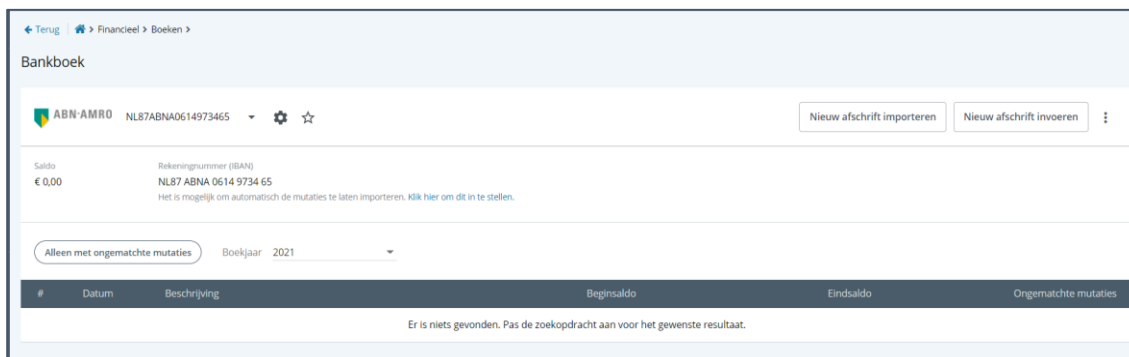 Terug > Financieel > Boeken >
Bankboek
ABN·AMRO NL87ABNA0614973465 Nieuw afschrift importeren Nieuw afschrift invoeren
Saldo Rekeningnummer (IBAN)
€ 0,00 NL87 ABNA 0614 9734 65
Het is mogelijk om automatisch de mutaties te laten importeren. Klik hier om dit in te stellen.
Alleen met ongematchte mutaties Boekjaar 2021
# Datum Beschrijving Beginsaldo Eindsaldo Ongematchte mutaties
Er is niets gevonden. Pas de zoekopdracht aan voor het gewenste resultaat.